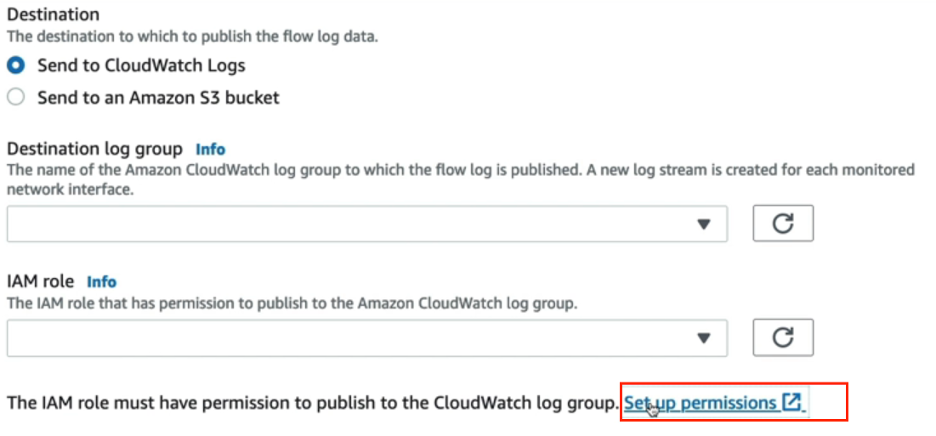 Destination
The destination to which to publish the flow log data.
Send to CloudWatch Logs
Send to an Amazon S3 bucket
Destination log group Info
The name of the Amazon CloudWatch log group to which the flow log is published. A new log stream is created for each monitored
network interface.
IAM role Info
The IAM role that has permission to publish to the Amazon CloudWatch log group.
The IAM role must have permission to publish to the CloudWatch log group. Set up permissions